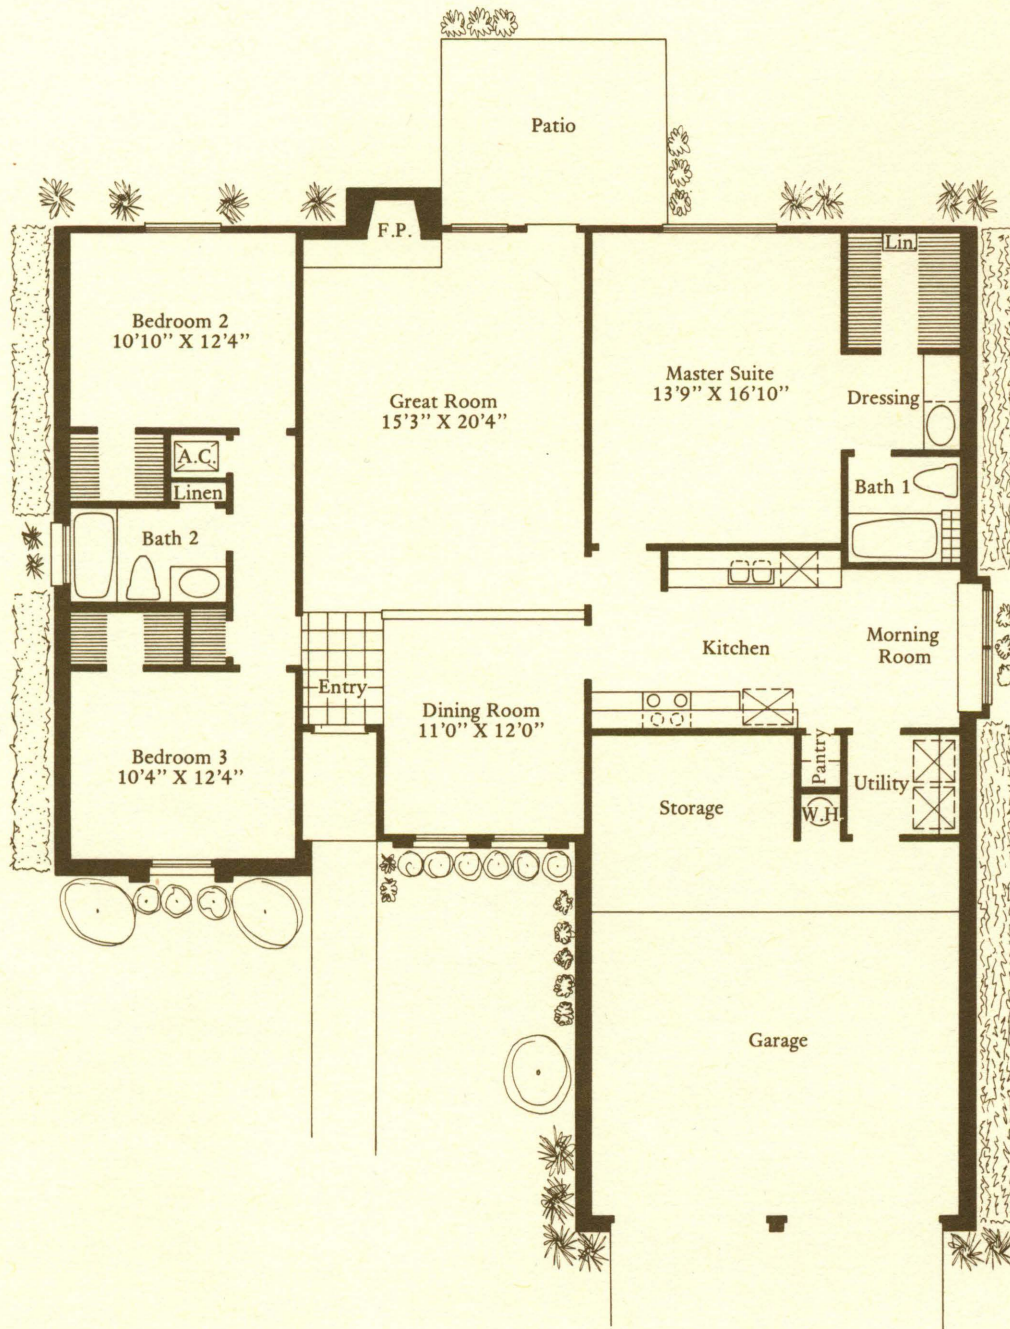 Patio
F.P.
Lin.
Bedroom 2
10'10" X 12'4"
Great Room
15'3" X 20'4"
Master Suite
13'9" X 16'10"
Dressing
A.C.
Linen
Bath 1
Bath 2
Kitchen
Morning
Room
Entry
Dining Room
11'0" X 12'0"
Bedroom 3
10'4" X 12'4"
Pantry
Utility
Storage
W.H.
Garage